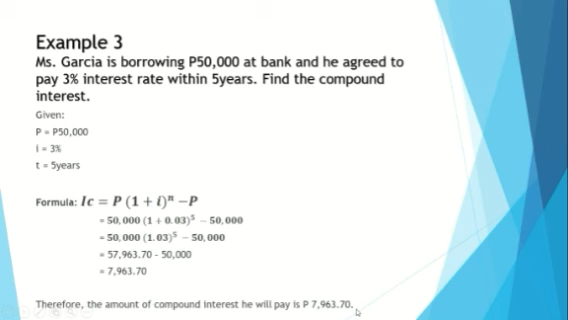 Example 3
Ms. Garcia is borrowing P50,000 at bank and he agreed to
pay 3% interest rate within 5years. Find the compound
interest.
Given:
P = P50,000
i = 3%
t = 5years
Formula: Ic = P (1 + i)ⁿ −P
= 50,000 (1 + 0.03)⁵ − 50,000
= 50,000 (1.03)⁵ − 50,000
= 57,963.70 - 50,000
= 7,963.70
Therefore, the amount of compound interest he will pay is P 7,963.70.